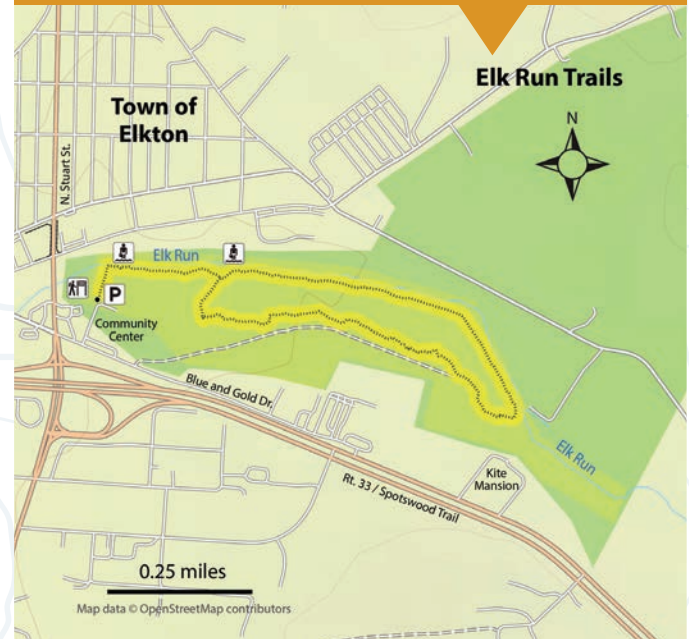 Elk Run Trails
N
Town of
Elkton
N. Stuart St.
Elk Run
P
Community
Center
Blue and Gold Dr.
Elk Run
Kite
Mansion
Rt. 33 / Spotswood Trail
0.25 miles
Map data © OpenStreetMap contributors